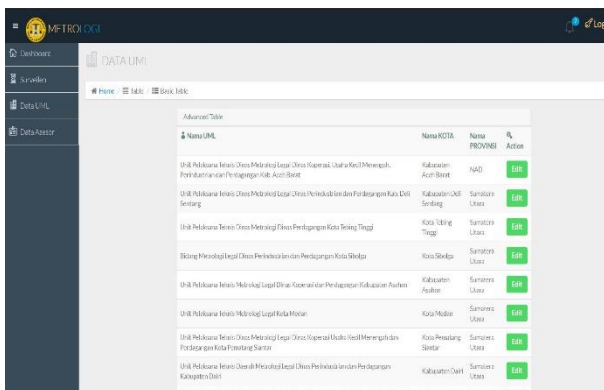 METROLOGI
Log
Dashboard
Surveilen
Data UML
Data Asesor
DATA UML
Home / Table / Basic Table
Advanced Table
Nama UML
Nama KOTA
Nama PROVINSI
Action
Unit Pelaksana Teknis Dinas Metrologi Legal Dinas Koperasi, Usaha Kecil Menengah,
Perindustrian dan Perdagangan Kab. Aceh Barat
Kabupaten Aceh Barat
NAD
Edit
Unit Pelaksana Teknis Dinas Metrologi Legal Dinas Perindustrian dan Perdagangan Kab. Deli
Serdang
Kabupaten Deli Serdang
Sumatera Utara
Edit
Unit Pelaksana Teknis Dinas Metrologi Legal Dinas Perdagangan Kota Tebing Tinggi
Kota Tebing Tinggi
Sumatera Utara
Edit
Bidang Metrologi Legal Dinas Perindustrian dan Perdagangan Kota Sibolga
Kota Sibolga
Sumatera Utara
Edit
Unit Pelaksana Teknis Metrologi Legal Dinas Koperasi dan Perdagangan Kabupaten Asahan
Kabupaten Asahan
Sumatera Utara
Edit
Unit Pelaksana Teknis Metrologi Legal Kota Medan
Kota Medan
Sumatera Utara
Edit
Unit Pelaksana Teknis Dinas Metrologi Legal Dinas Koperasi Usaha Kecil Menengah dan
Perdagangan Kota Pematang Siantar
Kota Pematang Siantar
Sumatera Utara
Edit
Unit Pelaksana Teknis Daerah Metrologi Legal Dinas Perindustrian dan Perdagangan
Kabupaten Dairi
Kabupaten Dairi
Sumatera Utara
Edit